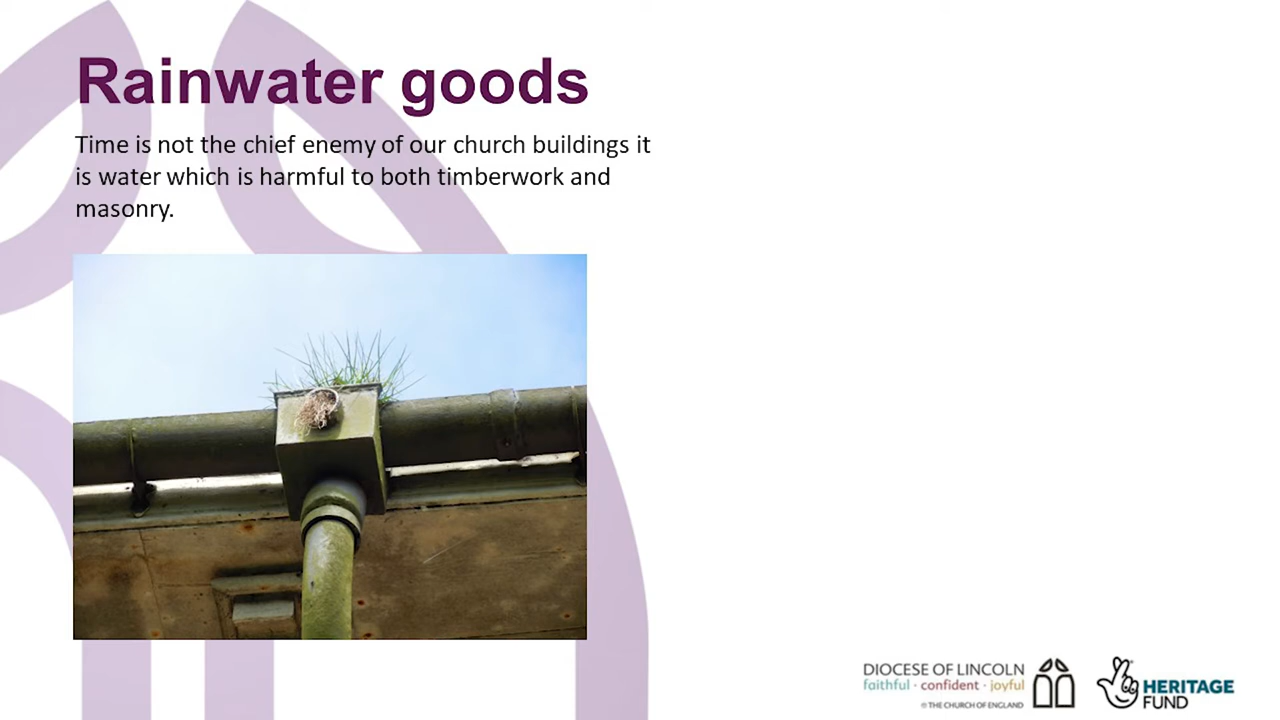 Rainwater goods
Time is not the chief enemy of our church buildings it
is water which is harmful to both timberwork and
masonry.
DIOCESE OF LINCOLN
faithful · confident · joyful
© THE CHURCH OF ENGLAND
HERITAGE
FUND